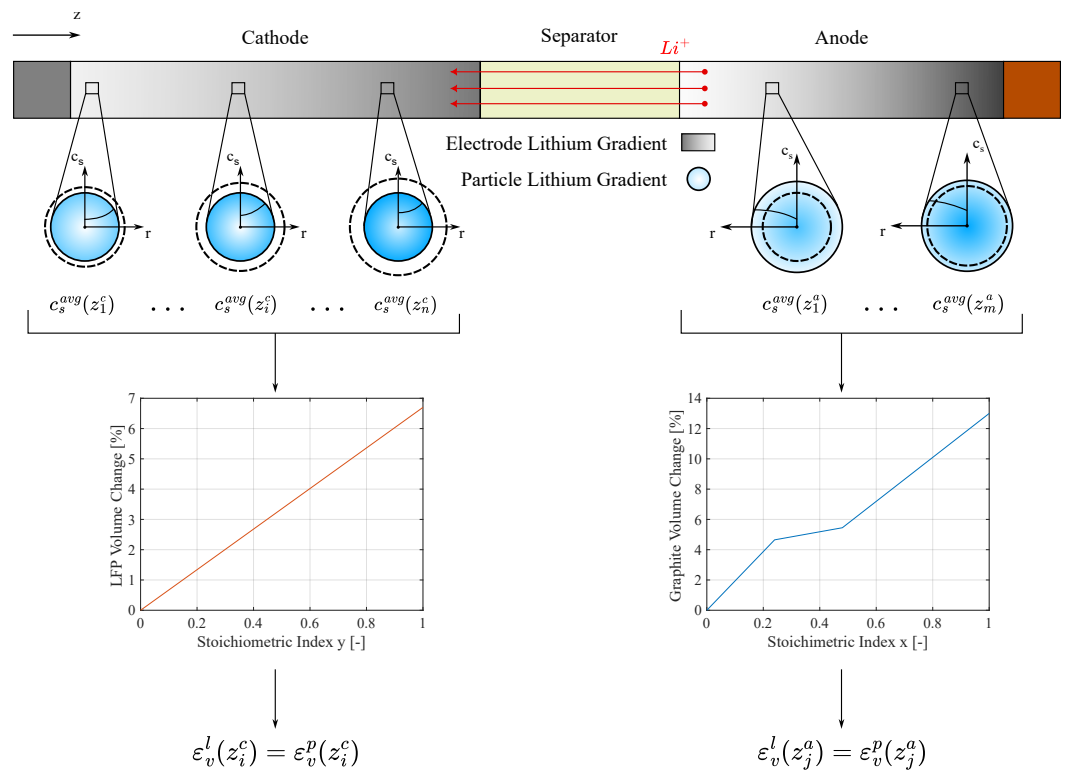 z
Cathode
Separator
Anode
Li⁺
Electrode Lithium Gradient
Particle Lithium Gradient
cₛ
r
cₛ
r
cₛ
r
cₛ
r
cₛ
r
c_s^{avg}(z_1^c) ... c_s^{avg}(z_i^c) ... c_s^{avg}(z_n^c)
c_s^{avg}(z_1^a) ... c_s^{avg}(z_m^a)
LFP Volume Change [%]
7
6
5
4
3
2
1
0
0 0.2 0.4 0.6 0.8 1
Stoichiometric Index y [-]
Graphite Volume Change [%]
14
12
10
8
6
4
2
0
0 0.2 0.4 0.6 0.8 1
Stoichimetric Index x [-]
ε_v^l(z_i^c) = ε_v^p(z_i^c)
ε_v^l(z_j^a) = ε_v^p(z_j^a)